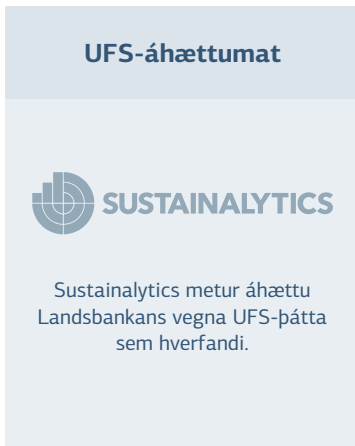 UFS-áhættumat
SUSTAINALYTICS
Sustainalytics metur áhættu
Landsbankans vegna UFS-þátta
sem hverfandi.